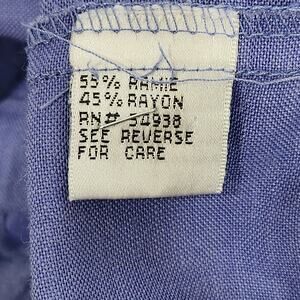 55% RAMIE
45% RAYON
RN# 54938
SEE REVERSE
FOR CARE